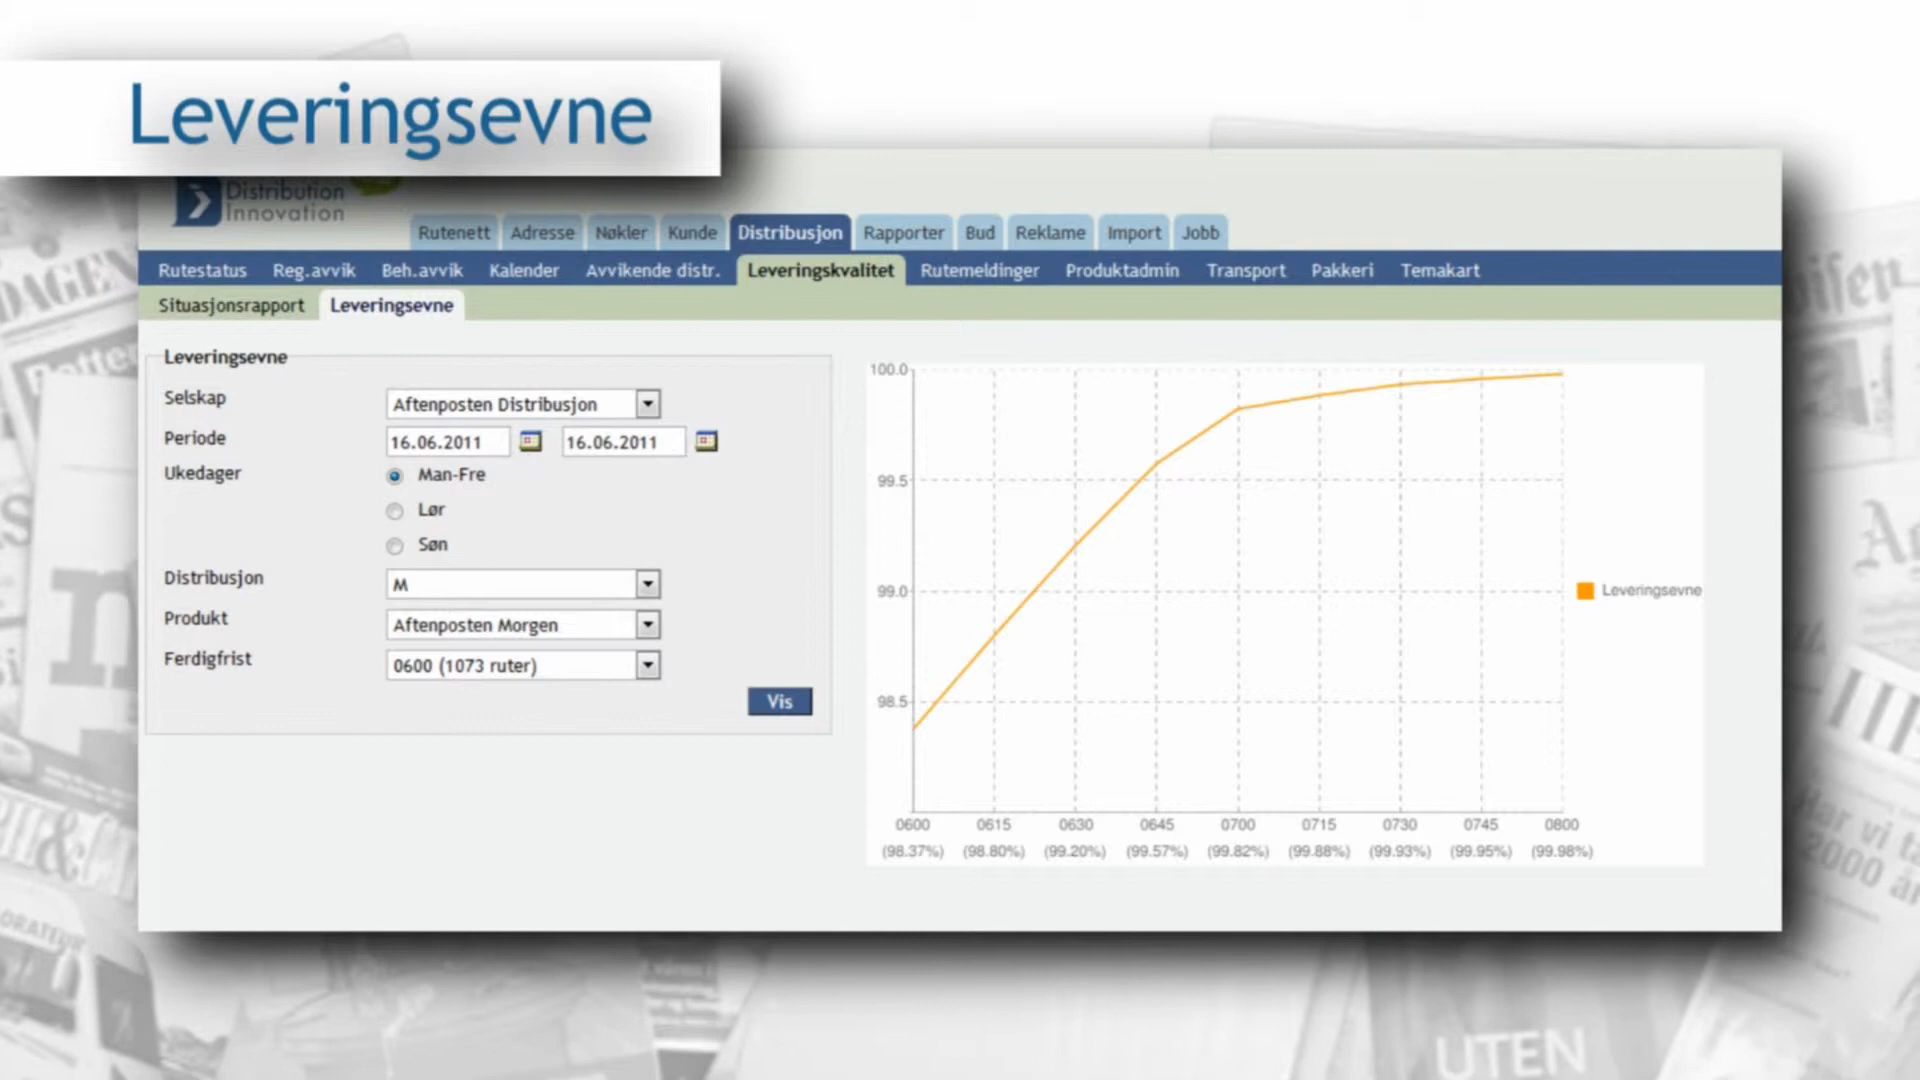 Leveringsevne
Distribution
Innovation
Rutenett Adresse Nøkler Kunde Distribusjon Rapporter Bud Reklame Import Jobb
Rutestatus Reg.avvik Beh.avvik Kalender Avvikende distr. Leveringskvalitet Rutemeldinger Produktadmin Transport Pakkeri Temakart
Situasjonsrapport Leveringsevne
Leveringsevne
Selskap Aftenposten Distribusjon
Periode 16.06.2011 16.06.2011
Ukedager Man-Fre
Lør
Søn
Distribusjon M
Produkt Aftenposten Morgen
Ferdigfrist 0600 (1073 ruter)
Vis
100.0
99.5
99.0
98.5
Leveringsevne
0600 0615 0630 0645 0700 0715 0730 0745 0800
(98.37%) (98.80%) (99.20%) (99.57%) (99.82%) (99.88%) (99.93%) (99.95%) (99.98%)
DAGEN
Har vi
2000
UTEN